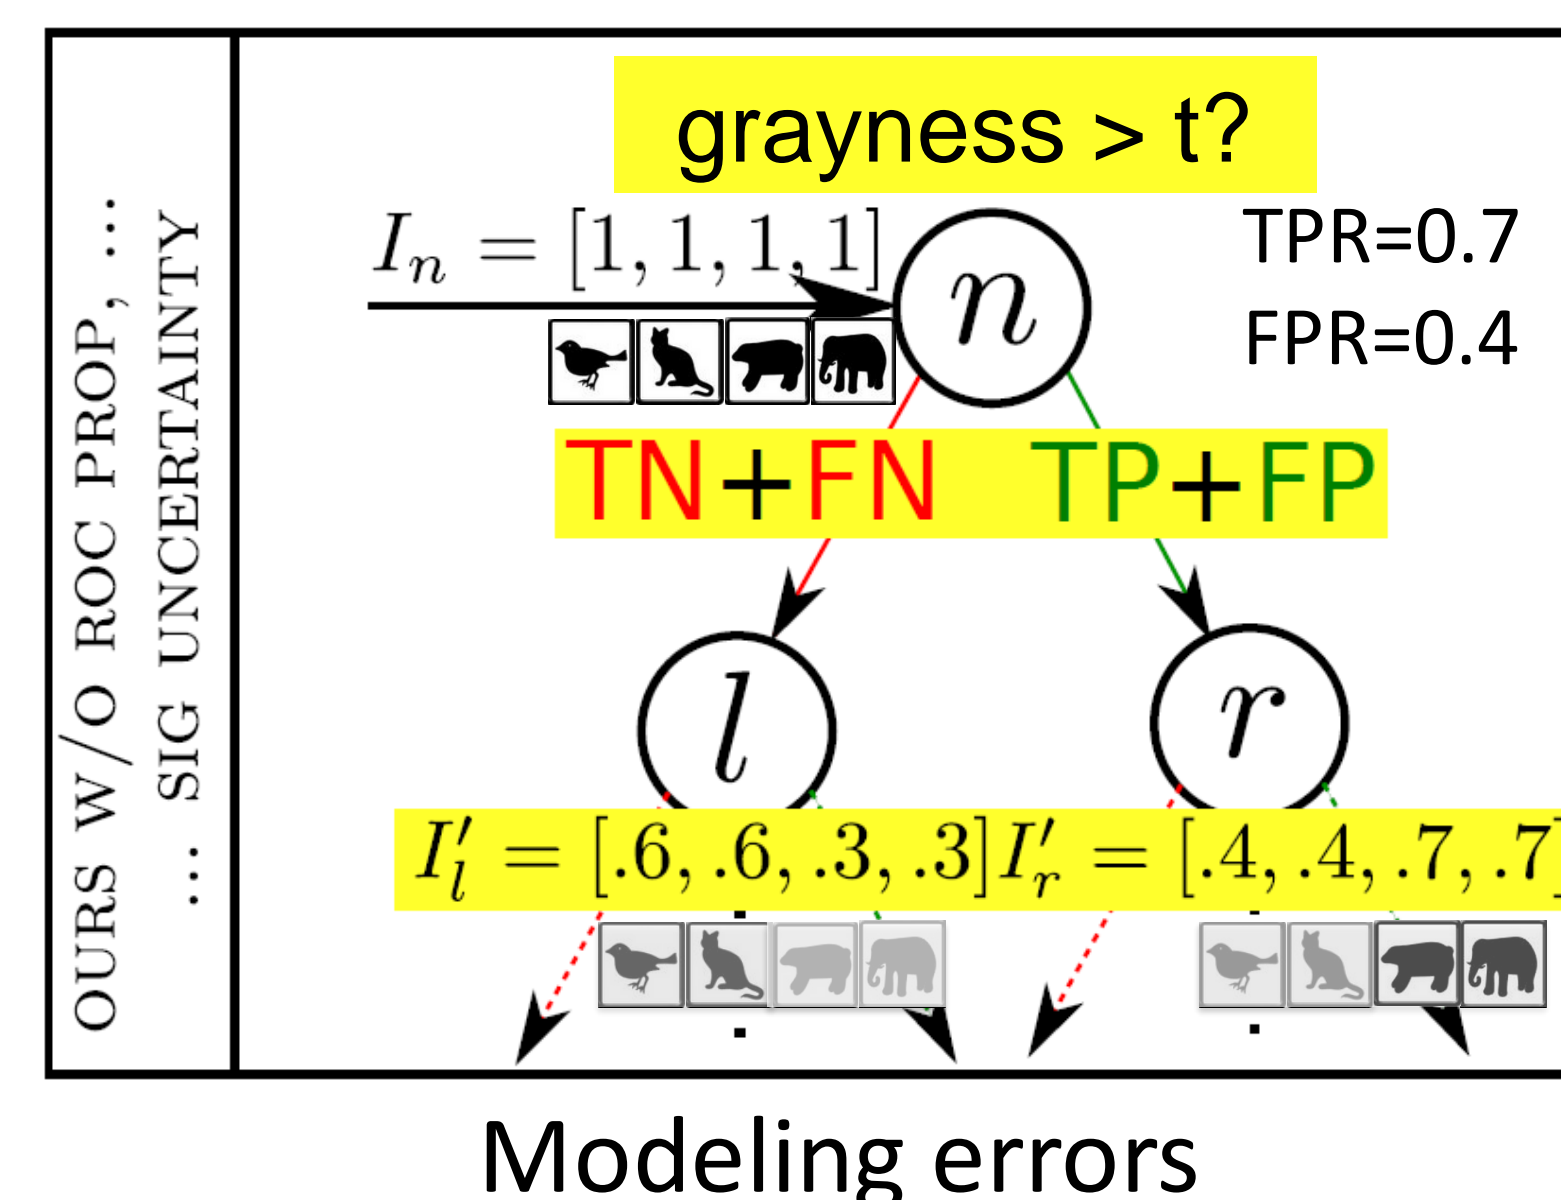 OURS W/O ROC PROP, ...
... SIG UNCERTAINTY
grayness > t?
I_n = [1, 1, 1, 1]
n
TPR=0.7
FPR=0.4
TN+FN TP+FP
l
r
I'_l = [.6, .6, .3, .3] I'_r = [.4, .4, .7, .7]
Modeling errors